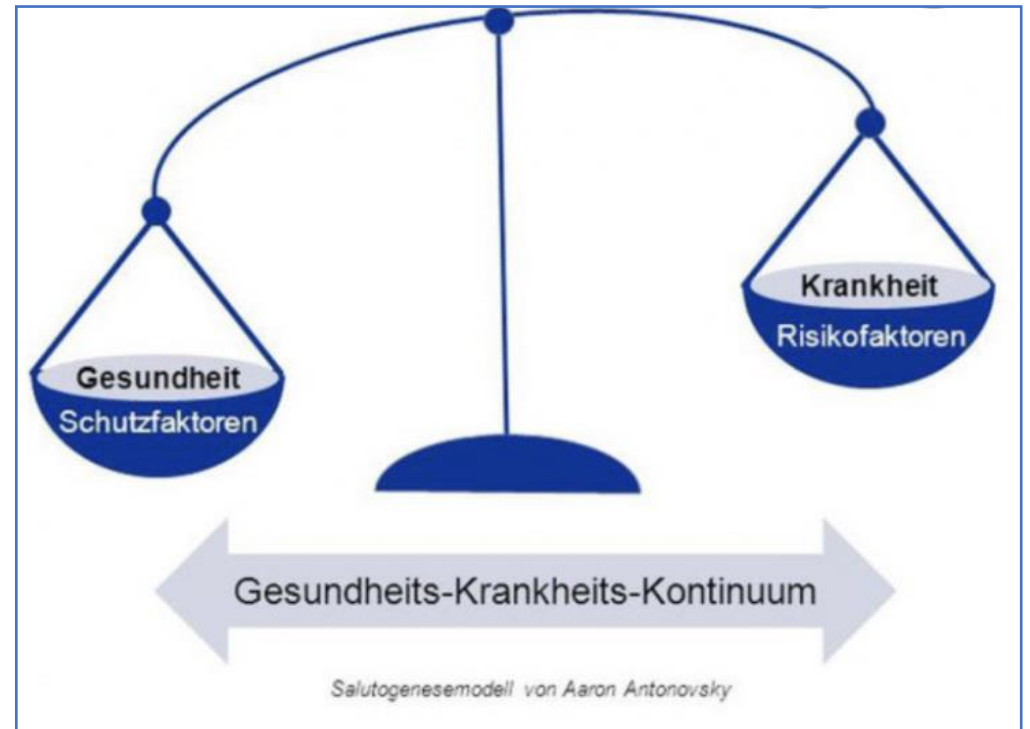 Krankheit
Risikofaktoren
Gesundheit
Schutzfaktoren
Gesundheits-Krankheits-Kontinuum
Salutogenesemodell von Aaron Antonovsky